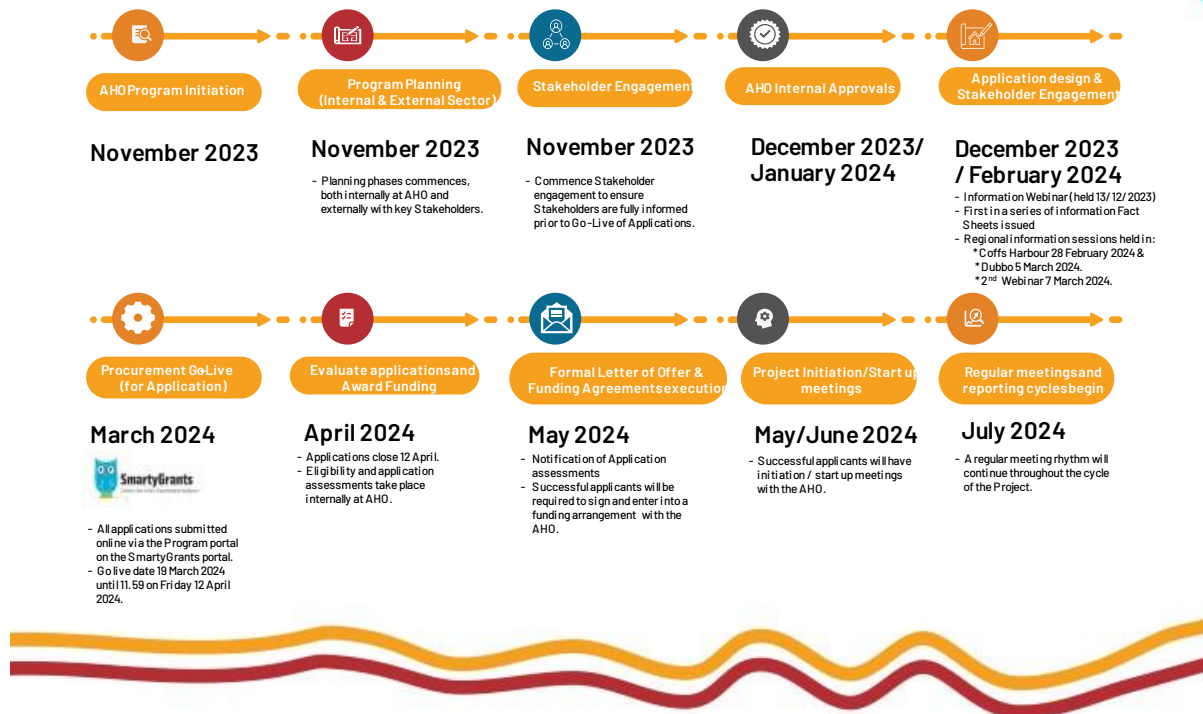 AHO Program Initiation
November 2023
Program Planning
(Internal & External Sector)
November 2023
- Planning phases commences,
both internally at AHO and
externally with key Stakeholders.
Stakeholder Engagement
November 2023
- Commence Stakeholder
engagement to ensure
Stakeholders are fully informed
prior to Go-Live of Applications.
AHO Internal Approvals
December 2023/
January 2024
Application design &
Stakeholder Engagement
December 2023
/ February 2024
- Information Webinar (held 13/12/2023)
- First in a series of information Fact
Sheets issued
- Regional information sessions held in:
*Coffs Harbour 28 February 2024 &
*Dubbo 5 March 2024.
*2nd Webinar 7 March 2024.
Procurement Go-Live
(for Application)
March 2024
SmartyGrants
- All applications submitted
online via the Program portal
on the SmartyGrants portal.
- Go live date 19 March 2024
until 11.59 on Friday 12 April
2024.
Evaluate applications and
Award Funding
April 2024
- Applications close 12 April.
- Eligibility and application
assessments take place
internally at AHO.
Formal Letter of Offer &
Funding Agreements execution
May 2024
- Notification of Application
assessments
- Successful applicants will be
required to sign and enter into a
funding arrangement with the
AHO.
Project Initiation/Start up
meetings
May/June 2024
- Successful applicants will have
initiation / start up meetings
with the AHO.
Regular meetings and
reporting cycles begin
July 2024
- A regular meeting rhythm will
continue throughout the cycle
of the Project.